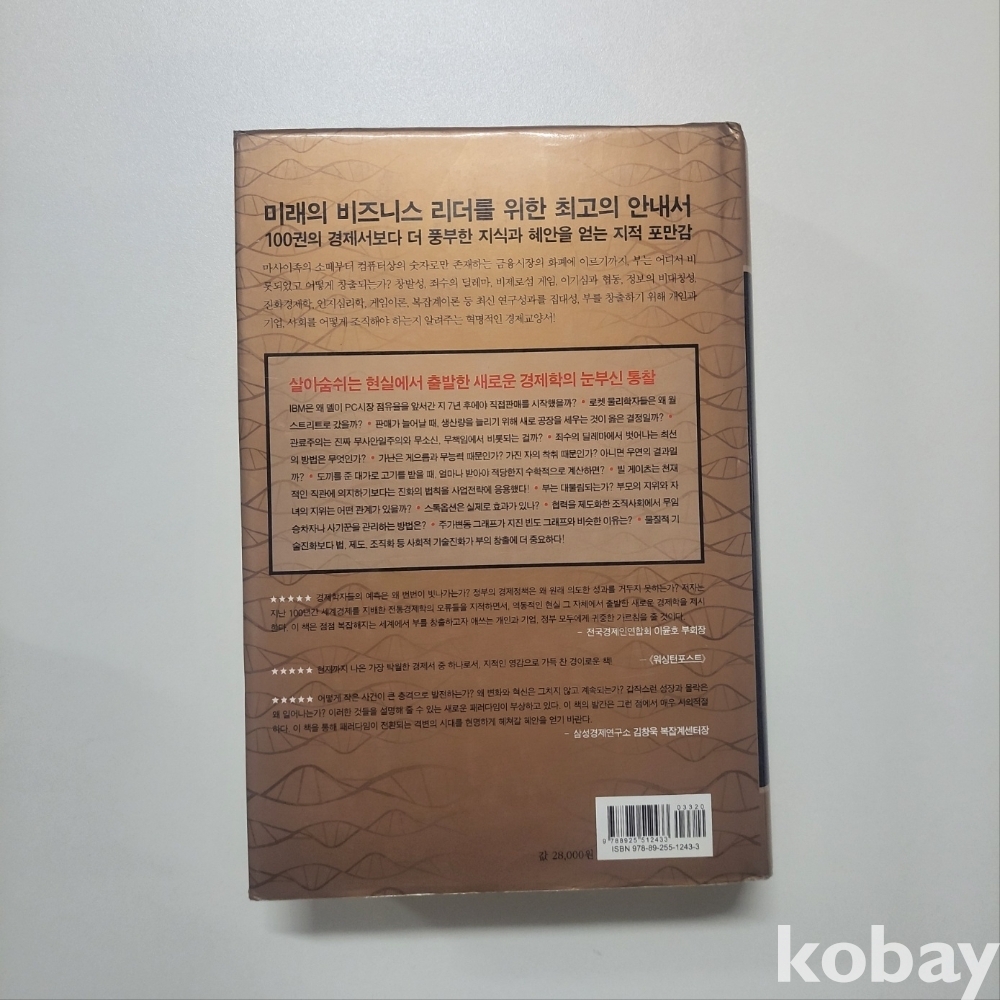 미래의 비즈니스 리더를 위한 최고의 안내서
100권의 경제서보다 더 풍부한 지식과 혜안을 얻는 지적 포만감
마사이족의 소떼부터 컴퓨터상의 숫자로만 존재하는 금융시장의 화폐에 이르기까지, 부는 어디서 비
롯되었고 어떻게 창출되는가? 창발성, 죄수의 딜레마, 비제로섬 게임, 이기심과 협동, 정보의 비대칭성,
진화경제학, 인지심리학, 게임이론, 복잡계이론 등 최신 연구성과를 집대성, 부를 창출하기 위해 개인과
기업, 사회를 어떻게 조직해야 하는지 알려주는 혁명적인 경제교양서!
살아숨쉬는 현실에서 출발한 새로운 경제학의 눈부신 통찰
IBM은 왜 델이 PC시장 점유율을 앞서간 지 7년 후에야 직접판매를 시작했을까? • 로켓 물리학자들은 왜 월
스트리트로 갔을까? • 판매가 늘어날 때, 생산량을 늘리기 위해 새로 공장을 세우는 것이 옳은 결정일까? •
관료주의는 진짜 무사안일주의와 무소신, 무책임에서 비롯되는 걸까? • 죄수의 딜레마에서 벗어나는 최선
의 방법은 무엇인가? • 가난은 게으름과 무능력 때문인가? 가진 자의 착취 때문인가? 아니면 우연의 결과일
까? • 도끼를 준 대가로 고기를 받을 때, 얼마나 받아야 적당한지 수학적으로 계산하면? • 빌 게이츠는 천재
적인 직관에 의지하기보다는 진화의 법칙을 사업전략에 응용했다! • 부는 대물림되는가? 부모의 지위와 자
녀의 지위는 어떤 관계가 있을까? • 스톡옵션은 실제로 효과가 있나? • 협력을 제도화한 조직사회에서 무임
승차자나 사기꾼을 관리하는 방법은? • 주가변동 그래프가 지진 빈도 그래프와 비슷한 이유는? • 물질적 기
술진화보다 법, 제도, 조직화 등 사회적 기술진화가 부의 창출에 더 중요하다!
★★★★★ 경제학자들의 예측은 왜 번번이 빗나가는가? 정부의 경제정책은 왜 원래 의도한 성과를 거두지 못하는가? 저자는
지난 100년간 세계경제를 지배한 전통경제학의 오류들을 지적하면서, 역동적인 현실 그 자체에서 출발한 새로운 경제학을 제시
한다. 이 책은 점점 복잡해지는 세계에서 부를 창출하고자 애쓰는 개인과 기업, 정부 모두에게 귀중한 가르침을 줄 것이다.
- 전국경제인연합회 이윤호 부회장
★★★★★ 현재까지 나온 가장 탁월한 경제서 중 하나로서, 지적인 영감으로 가득 찬 경이로운 책! —《워싱턴포스트》
★★★★★ 어떻게 작은 사건이 큰 충격으로 발전하는가? 왜 변화와 혁신은 그치지 않고 계속되는가? 갑작스런 성장과 몰락은
왜 일어나는가? 이러한 것들을 설명해 줄 수 있는 새로운 패러다임이 부상하고 있다. 이 책의 발간은 그런 점에서 매우 시의적절
하다. 이 책을 통해 패러다임이 전환되는 격변의 시대를 현명하게 헤쳐갈 혜안을 얻기 바란다.
- 삼성경제연구소 김창욱 복잡계센터장
03320
9 788925 512433
ISBN 978-89-255-1243-3
값 28,000원
kobay